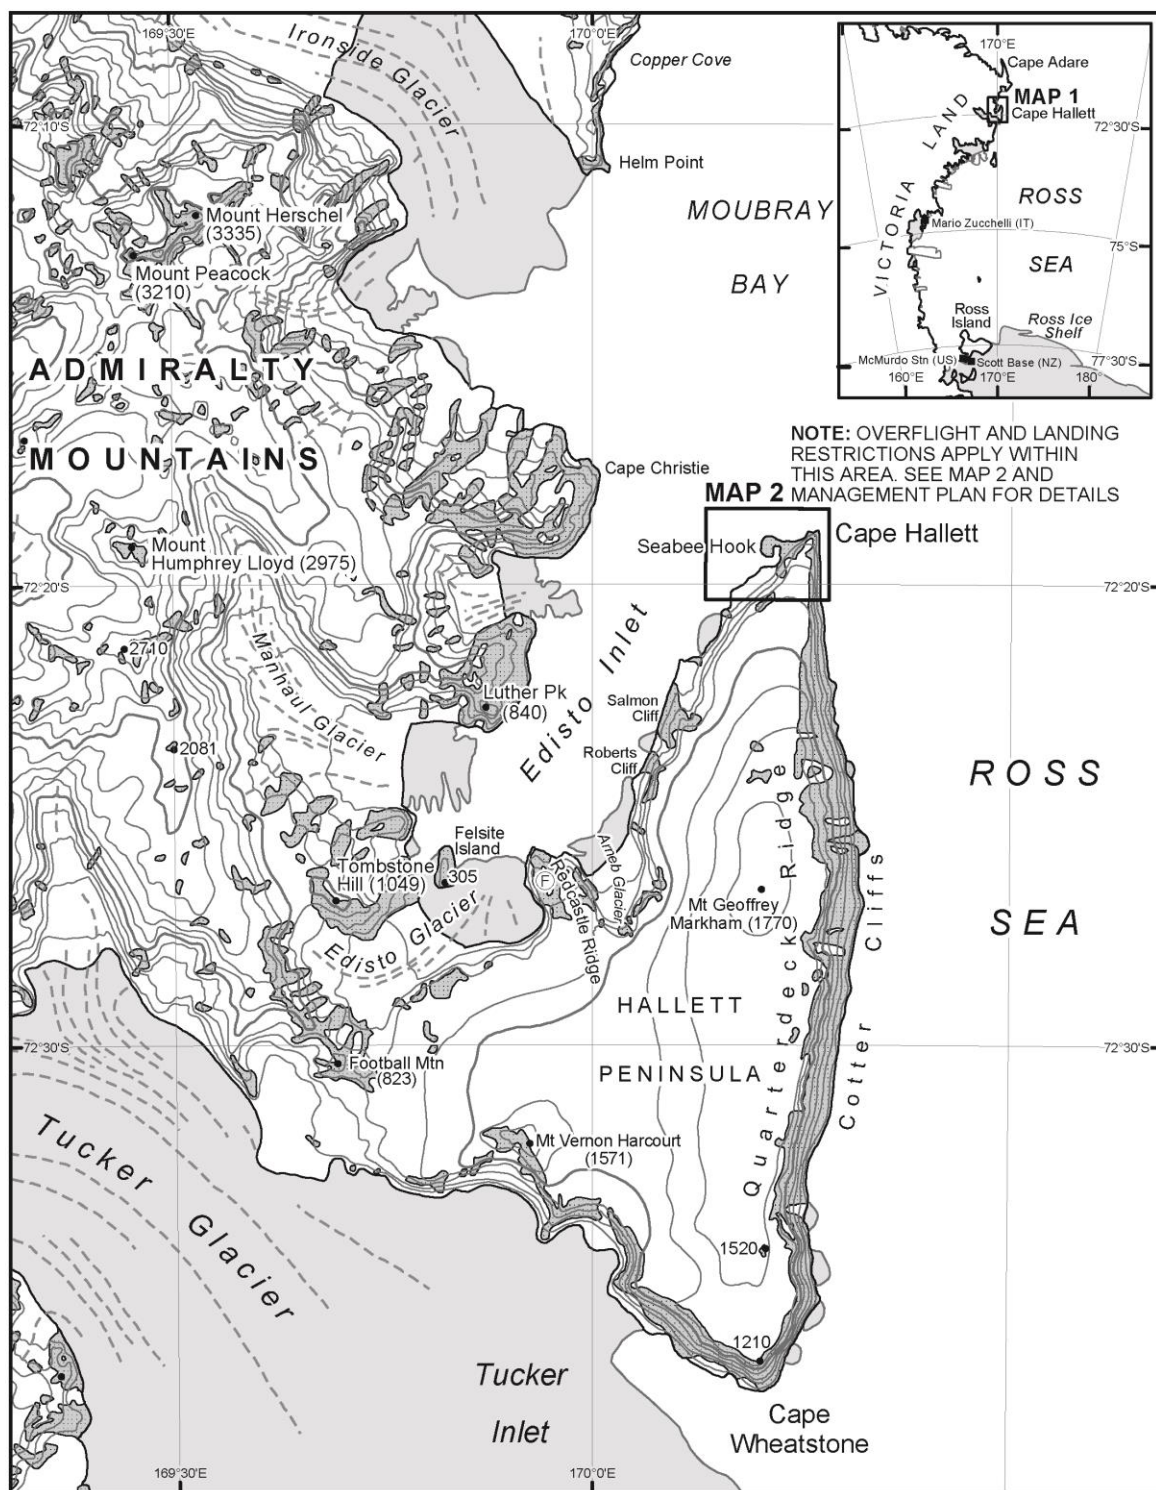 169°30'E
170°0'E
Ironside Glacier
Copper Cove
72°10'S
Helm Point
MOUBRAY
BAY
Mount Herschel
(3335)
Mount Peacock
(3210)
170°E
Cape Adare
MAP 1
Cape Hallett
72°30'S
VICTORIA LAND
ROSS
SEA
Mario Zucchelli (IT)
75°S
Ross
Island
Ross Ice
Shelf
McMurdo Stn (US)
Scott Base (NZ)
77°30'S
160°E
170°E
180°
ADMIRALTY
MOUNTAINS
NOTE: OVERFLIGHT AND LANDING
RESTRICTIONS APPLY WITHIN
THIS AREA. SEE MAP 2 AND
MANAGEMENT PLAN FOR DETAILS
MAP 2
Cape Christie
Cape Hallett
Seabee Hook
Mount
Humphrey Lloyd (2975)
72°20'S
72°20'S
2710
Manhaul Glacier
Luther Pk
(840)
Edisto Inlet
Salmon
Cliff
2081
Roberts
Cliff
ROSS
SEA
Felsite
Island
305
Tombstone
Hill (1049)
F
Redcastle Ridge
Arneb Glacier
Mt Geoffrey
Markham (1770)
Quarterdeck Ridge
Cotter Cliffs
Edisto Glacier
HALLETT
PENINSULA
72°30'S
72°30'S
Football Mtn
(823)
Mt Vernon Harcourt
(1571)
Tucker Glacier
1520
1210
Tucker
Inlet
Cape
Wheatstone
169°30'E
170°0'E